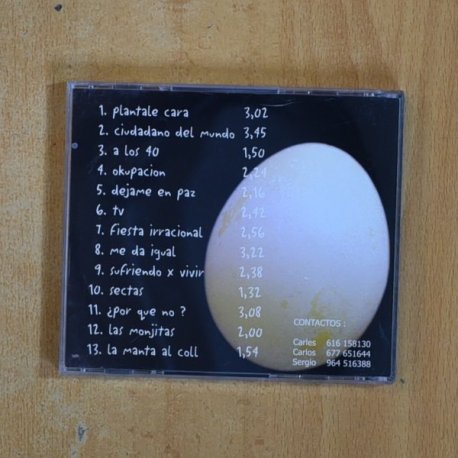 1. plantale cara 3,02
2. ciudadano del mundo 3,45
3. a los 40 1,50
4. okupacion 2,24
5. dejame en paz 2,16
6. tv 2,42
7. fiesta irracional 2,56
8. me da igual 3,22
9. sufriendo x vivir 2,38
10. sectas 1,32
11. ¿por que no ? 3,08
12. las monjitas 2,00
13. la manta al coll 1,54
CONTACTOS :
Carles 616 158130
Carlos 677 651644
Sergio 964 516388